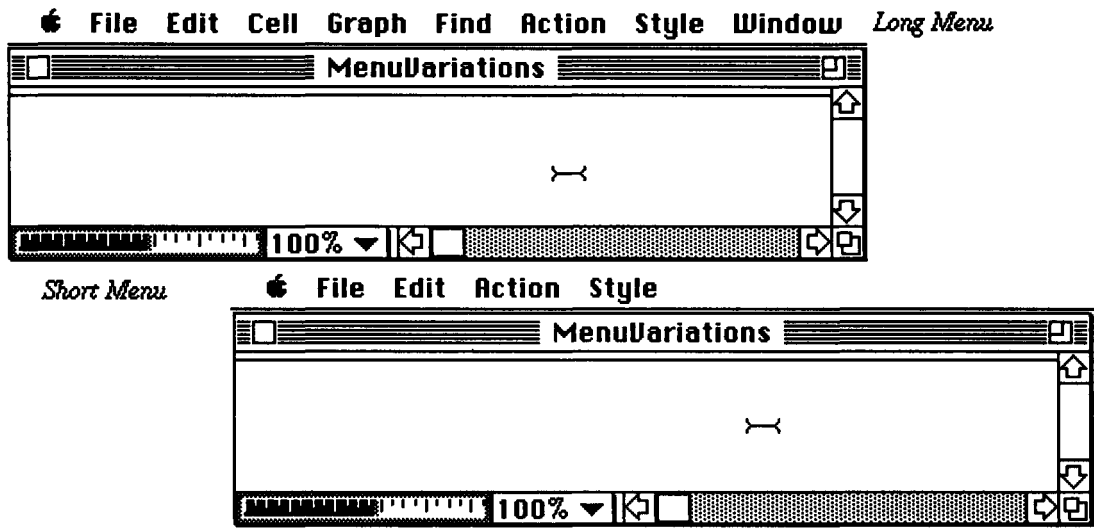 File Edit Cell Graph Find Action Style Window Long Menu
MenuVariations
100%
Short Menu File Edit Action Style
MenuVariations
100%